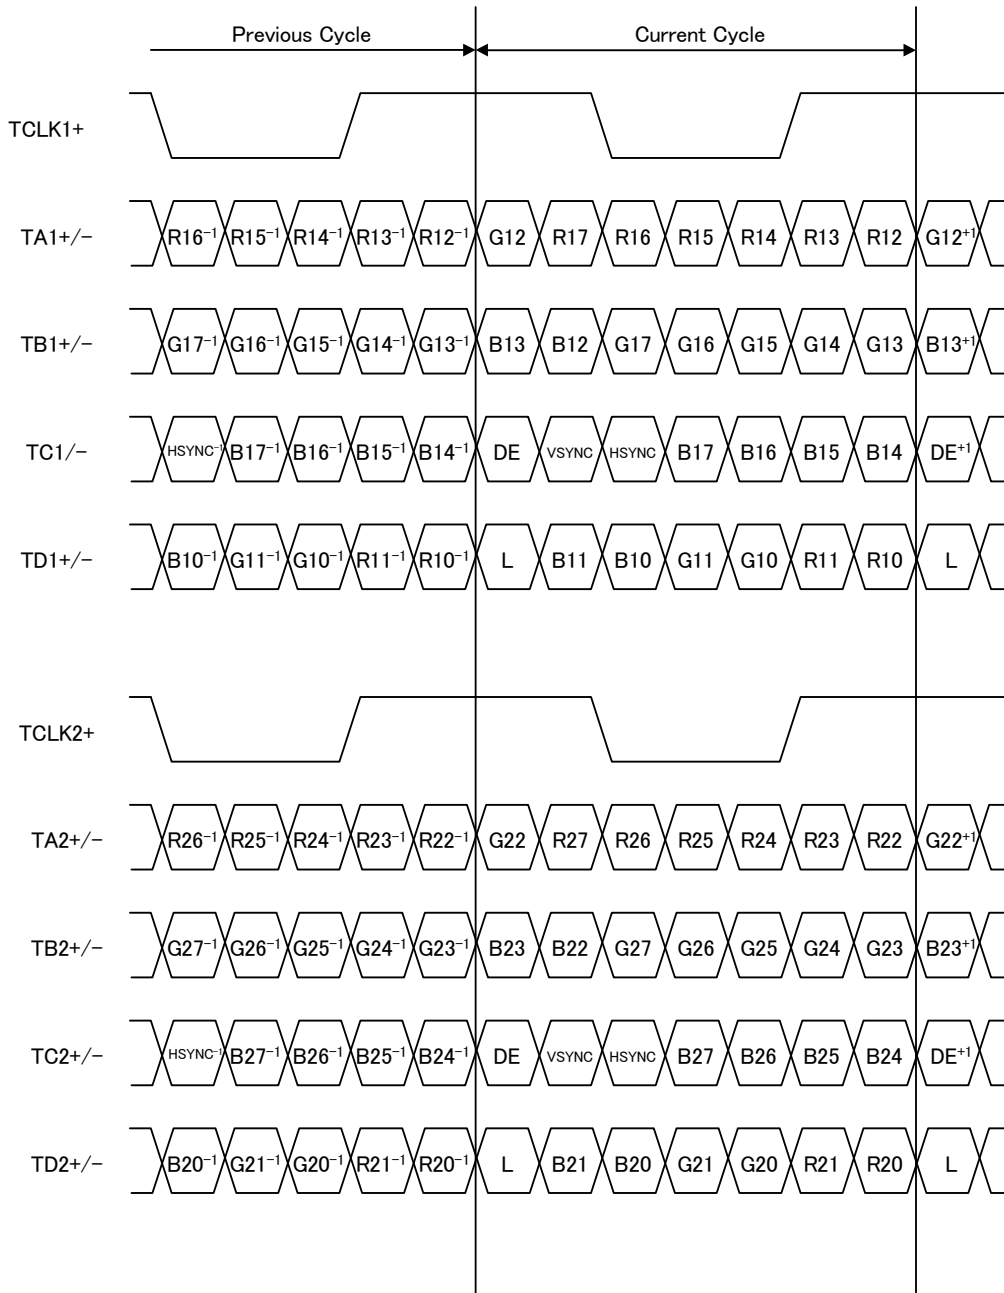 Previous Cycle Current Cycle
TCLK1+
TA1+/− R16⁻¹ R15⁻¹ R14⁻¹ R13⁻¹ R12⁻¹ G12 R17 R16 R15 R14 R13 R12 G12⁺¹
TB1+/− G17⁻¹ G16⁻¹ G15⁻¹ G14⁻¹ G13⁻¹ B13 B12 G17 G16 G15 G14 G13 B13⁺¹
TC1/− HSYNC⁻¹ B17⁻¹ B16⁻¹ B15⁻¹ B14⁻¹ DE VSYNC HSYNC B17 B16 B15 B14 DE⁺¹
TD1+/− B10⁻¹ G11⁻¹ G10⁻¹ R11⁻¹ R10⁻¹ L B11 B10 G11 G10 R11 R10 L
TCLK2+
TA2+/− R26⁻¹ R25⁻¹ R24⁻¹ R23⁻¹ R22⁻¹ G22 R27 R26 R25 R24 R23 R22 G22⁺¹
TB2+/− G27⁻¹ G26⁻¹ G25⁻¹ G24⁻¹ G23⁻¹ B23 B22 G27 G26 G25 G24 G23 B23⁺¹
TC2+/− HSYNC⁻¹ B27⁻¹ B26⁻¹ B25⁻¹ B24⁻¹ DE VSYNC HSYNC B27 B26 B25 B24 DE⁺¹
TD2+/− B20⁻¹ G21⁻¹ G20⁻¹ R21⁻¹ R20⁻¹ L B21 B20 G21 G20 R21 R20 L